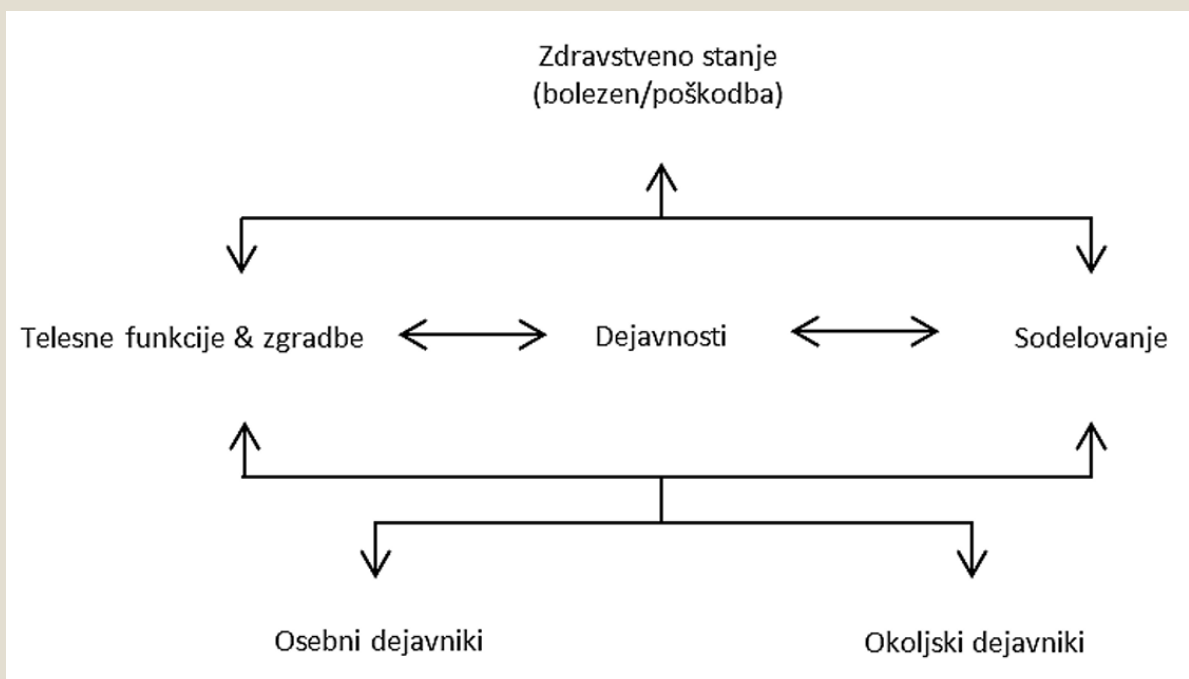 Zdravstveno stanje
(bolezen/poškodba)
Telesne funkcije & zgradbe
Dejavnosti
Sodelovanje
Osebni dejavniki
Okoljski dejavniki